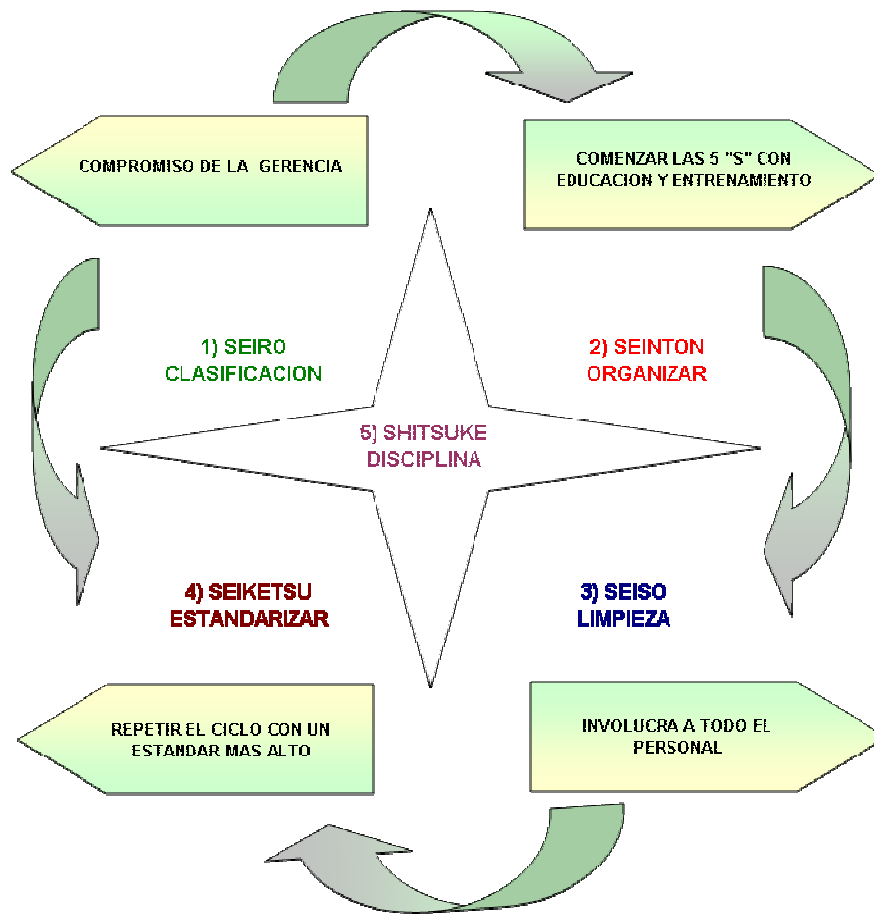 COMPROMISO DE LA GERENCIA
COMENZAR LAS 5 "S" CON
EDUCACION Y ENTRENAMIENTO
1) SEIRO
CLASIFICACION
2) SEINTON
ORGANIZAR
5) SHITSUKE
DISCIPLINA
4) SEIKETSU
ESTANDARIZAR
3) SEISO
LIMPIEZA
REPETIR EL CICLO CON UN
ESTANDAR MAS ALTO
INVOLUCRA A TODO EL
PERSONAL